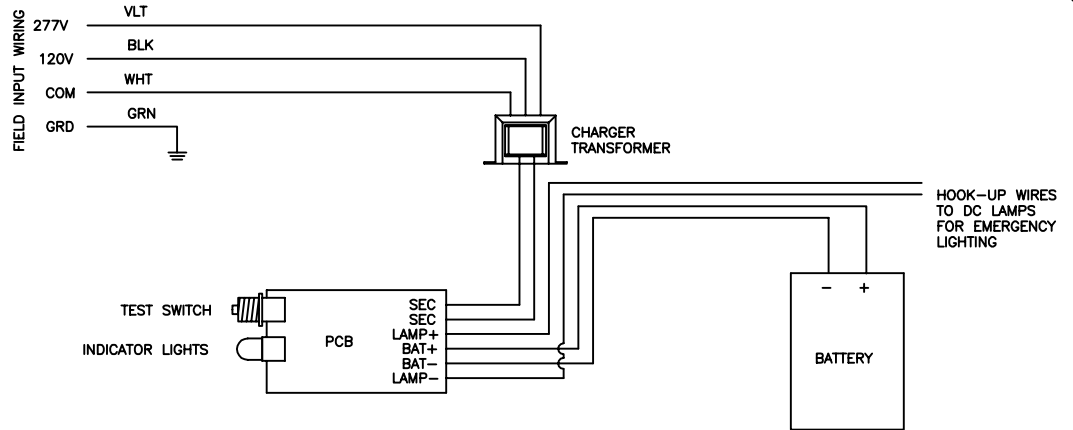 FIELD INPUT WIRING
277V
VLT
120V
BLK
COM
WHT
GRD
GRN
CHARGER
TRANSFORMER
HOOK-UP WIRES
TO DC LAMPS
FOR EMERGENCY
LIGHTING
TEST SWITCH
INDICATOR LIGHTS
PCB
SEC
SEC
LAMP+
BAT+
BAT-
LAMP-
- +
BATTERY